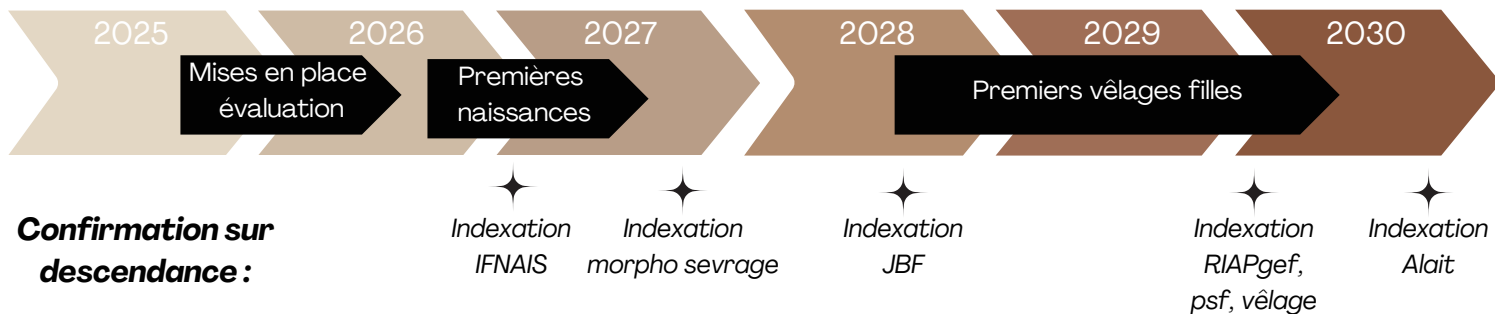 2025
2026
2027
2028
2029
2030
Mises en place
évaluation
Premières
naissances
Premiers vêlages filles
Confirmation sur
descendance :
Indexation
IFNAIS
Indexation
morpho sevrage
Indexation
JBF
Indexation
RIAPgef,
psf, vêlage
Indexation
Alait